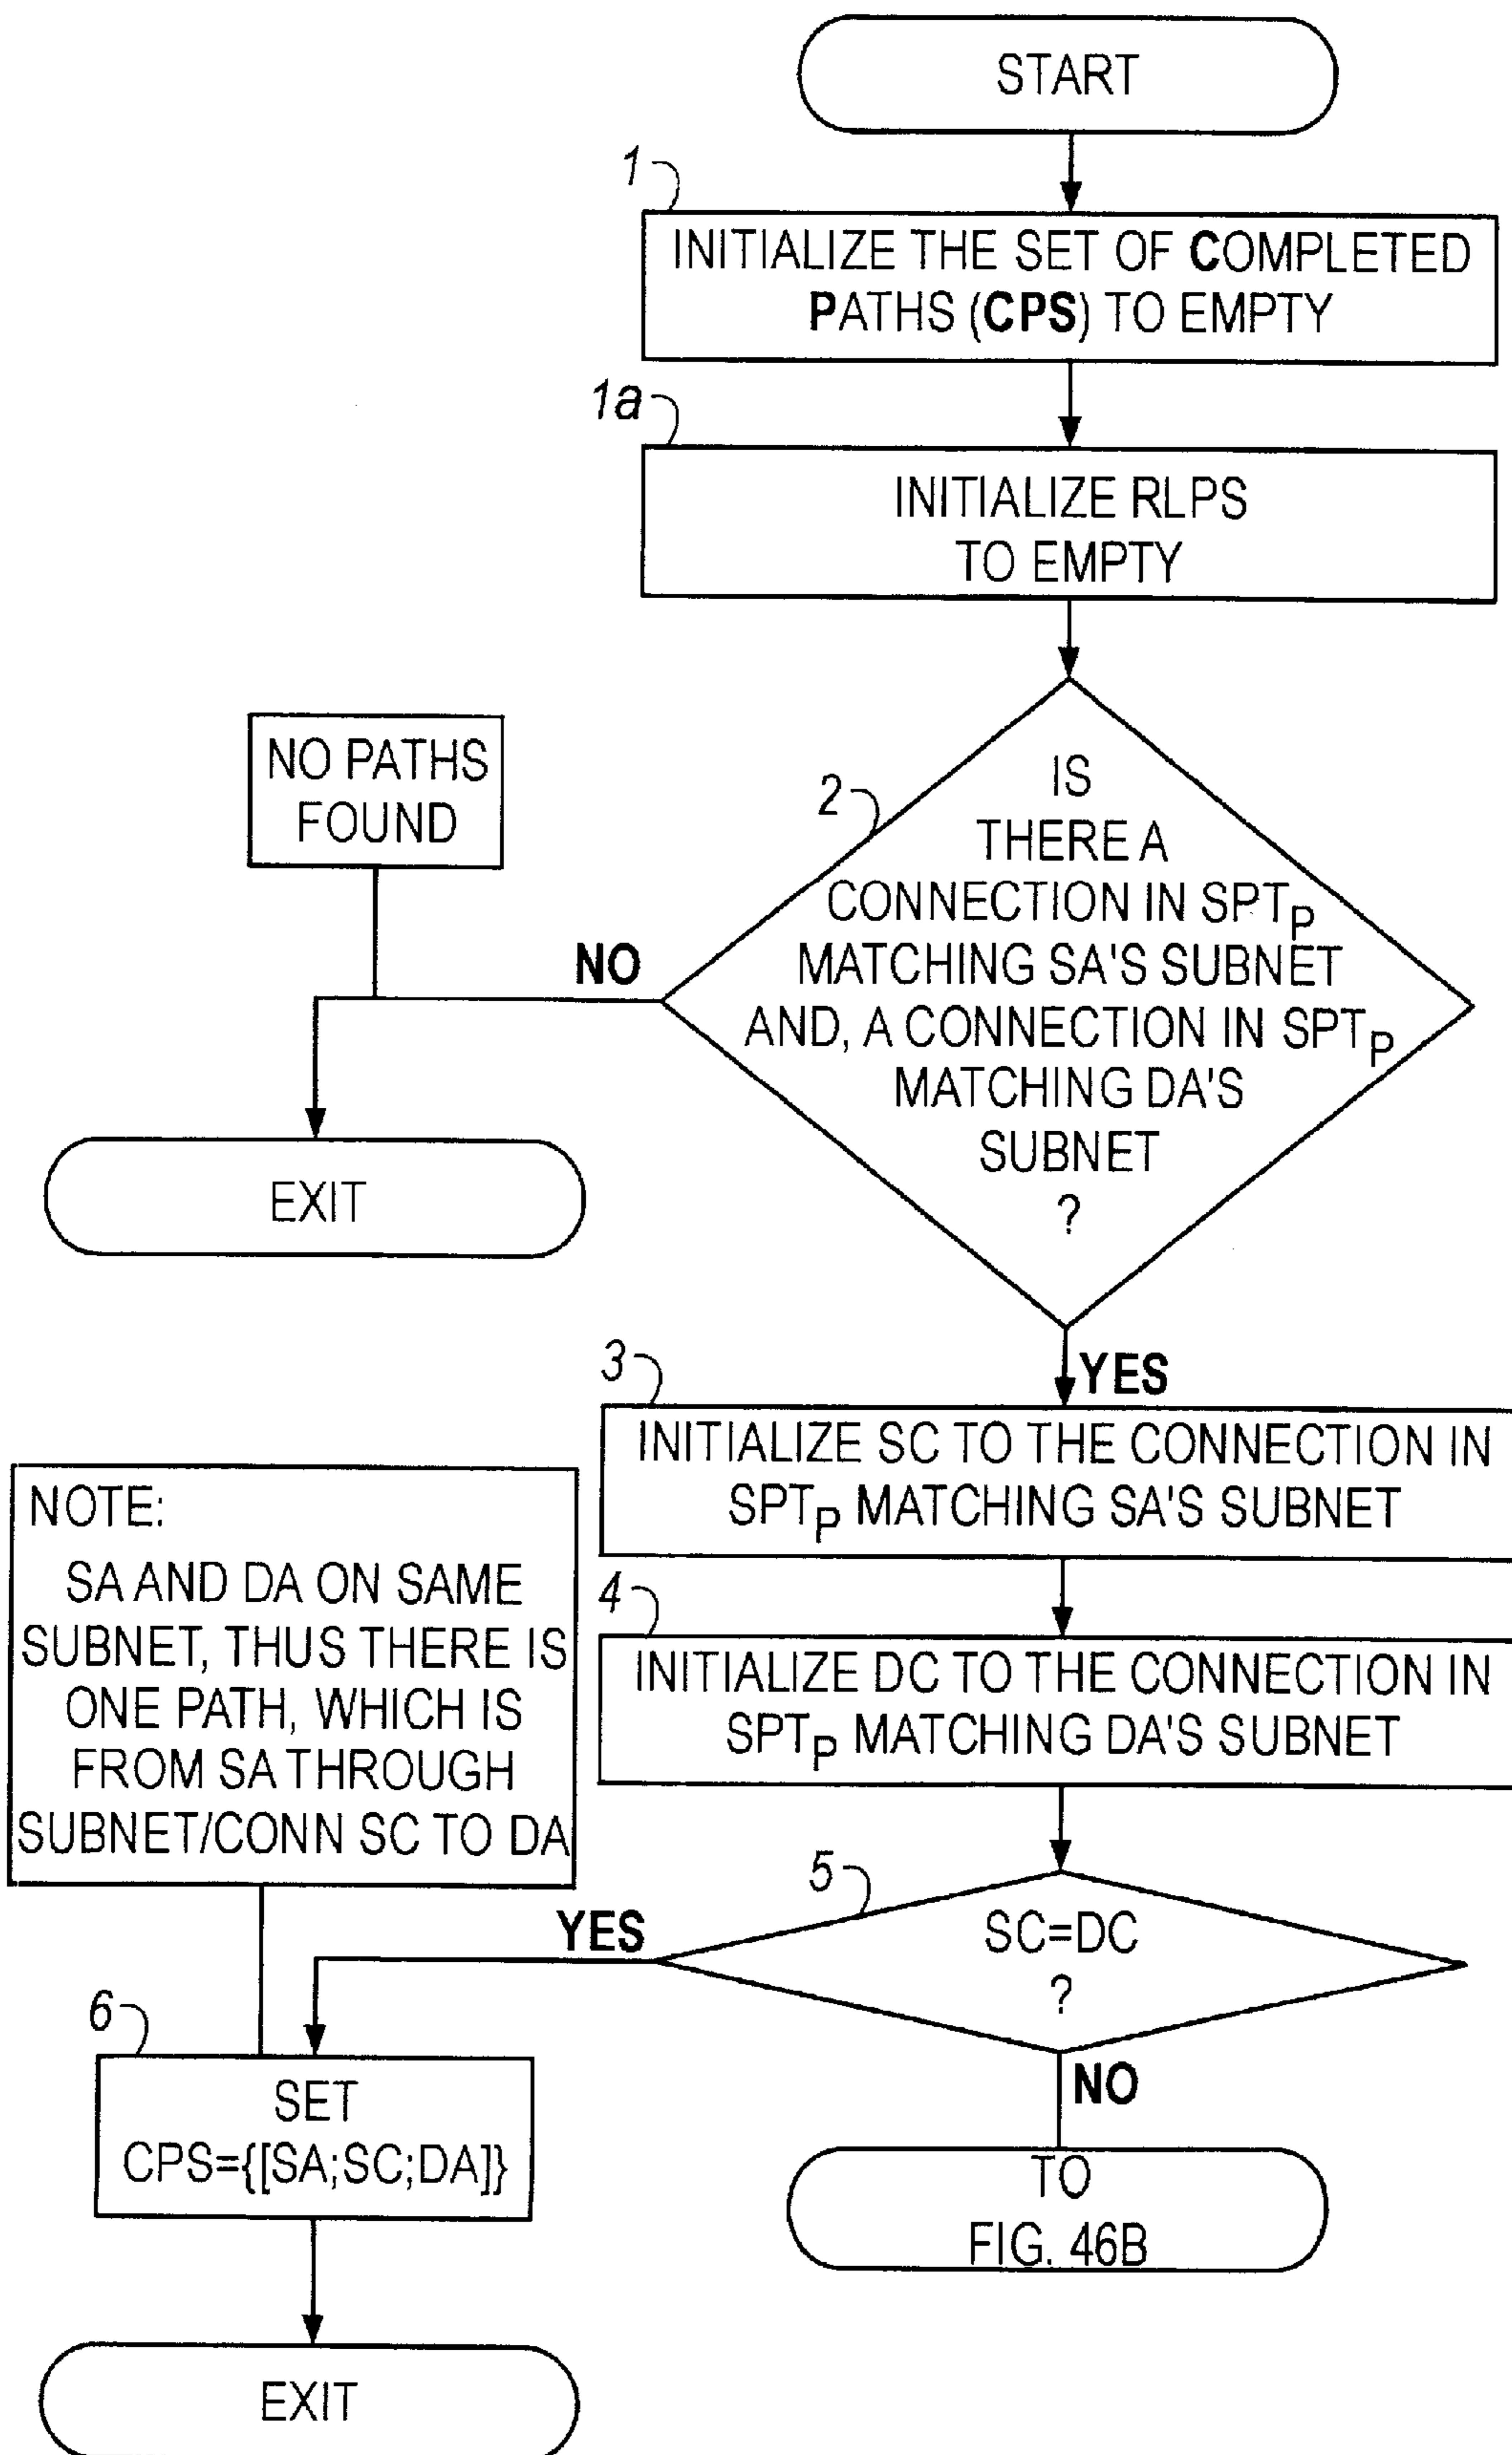 START
1
INITIALIZE THE SET OF COMPLETED
PATHS (CPS) TO EMPTY
1a
INITIALIZE RLPS
TO EMPTY
NO PATHS
FOUND
2
IS
THERE A
CONNECTION IN SPTP
MATCHING SA'S SUBNET
AND, A CONNECTION IN SPTP
MATCHING DA'S
SUBNET
?
NO
EXIT
YES
3
INITIALIZE SC TO THE CONNECTION IN
SPTP MATCHING SA'S SUBNET
NOTE:
SA AND DA ON SAME
SUBNET, THUS THERE IS
ONE PATH, WHICH IS
FROM SA THROUGH
SUBNET/CONN SC TO DA
4
INITIALIZE DC TO THE CONNECTION IN
SPTP MATCHING DA'S SUBNET
5
SC=DC
?
YES
6
SET
CPS={[SA;SC;DA]}
NO
TO
FIG. 46B
EXIT